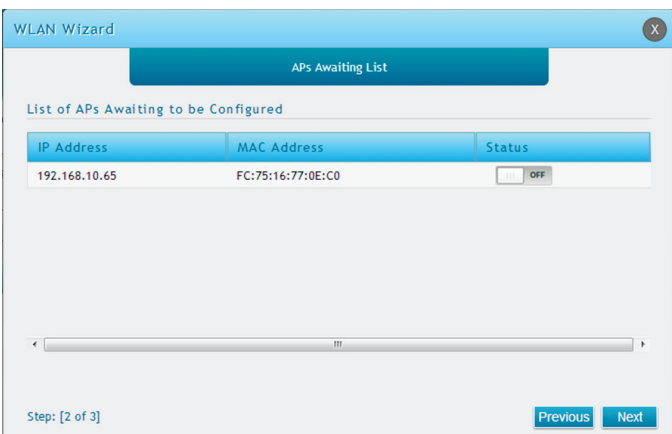 WLAN Wizard
X
APs Awaiting List
List of APs Awaiting to be Configured
IP Address MAC Address Status
192.168.10.65 FC:75:16:77:0E:C0 OFF
Step: [2 of 3] Previous Next